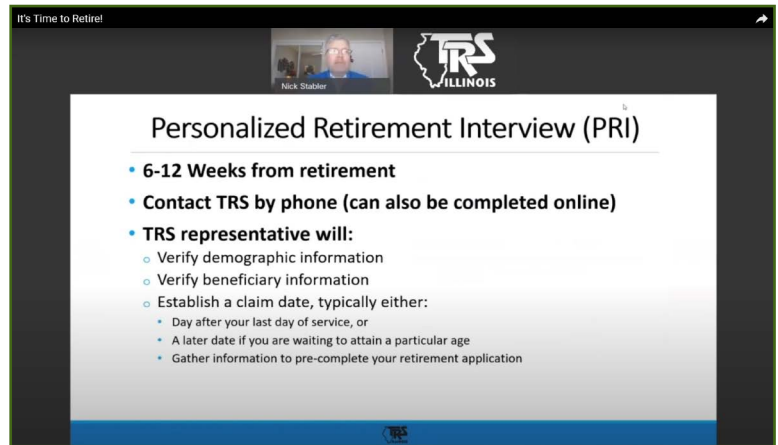 It's Time to Retire!
Nick Stabler
TRS
ILLINOIS
Personalized Retirement Interview (PRI)
• 6-12 Weeks from retirement
• Contact TRS by phone (can also be completed online)
• TRS representative will:
o Verify demographic information
o Verify beneficiary information
o Establish a claim date, typically either:
• Day after your last day of service, or
• A later date if you are waiting to attain a particular age
• Gather information to pre-complete your retirement application
TRS